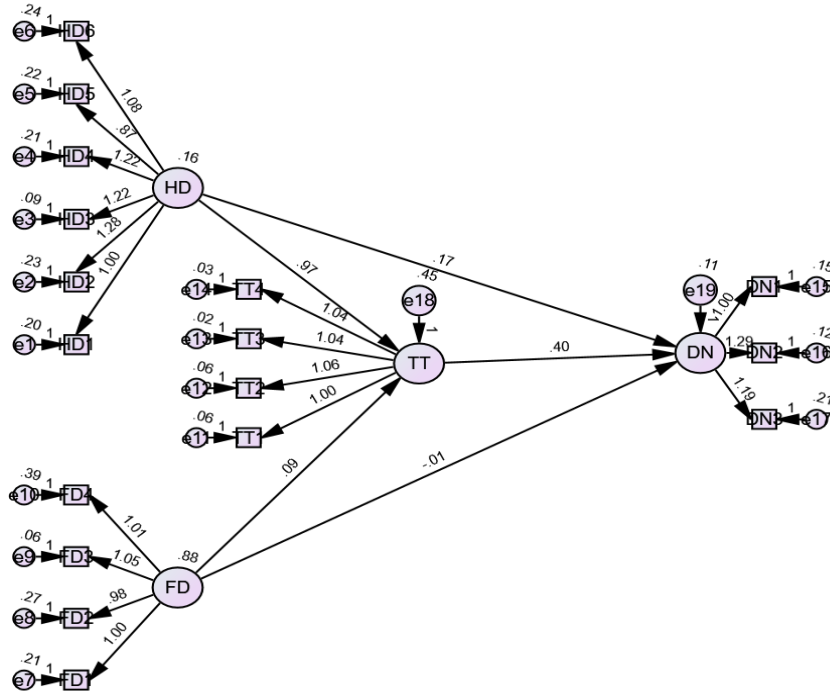 .24
e6 1 HD6
.22
e5 1 HD5
1.08
.87
.21
e4 1 HD4
1.22
.16
HD
.09
e3 1 HD3
1.22
1.28
.23
e2 1 HD2
1.00
.20
e1 1 HD1
.97
.17
.45
e18
1
.03
e14 1 TT4
1.04
.02
e13 1 TT3
1.04
.06
e12 1 TT2
1.06
.06
e11 1 TT1
1.00
TT
.40
.11
e19
DN
1.00
DN1 1 e15
.15
1.29
DN2 1 e16
.12
1.19
DN3 1 e17
.21
.09
-.01
.39
e10 1 FD4
1.01
.06
e9 1 FD3
1.05
.88
FD
.27
e8 1 FD2
.98
.21
e7 1 FD1
1.00